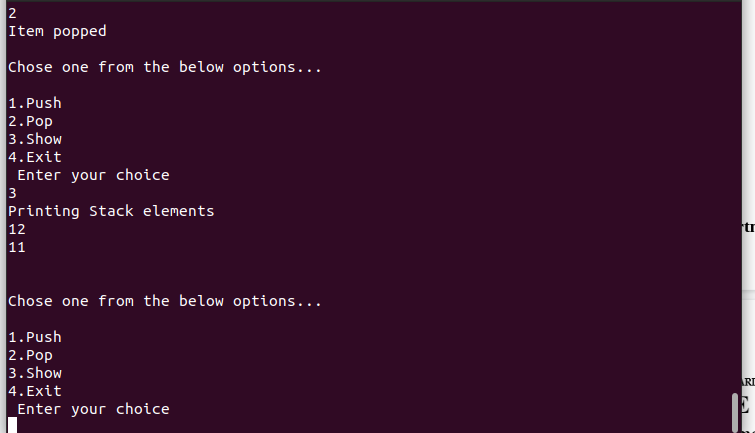 2
Item popped
Chose one from the below options...
1.Push
2.Pop
3.Show
4.Exit
Enter your choice
3
Printing Stack elements
12
11
Chose one from the below options...
1.Push
2.Pop
3.Show
4.Exit
Enter your choice